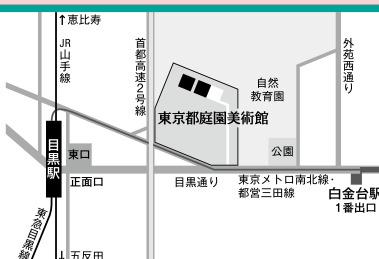 ↑恵比寿
JR山手線
首都高速2号線
外苑西通り
自然
教育園
東京都庭園美術館
目黒駅
東口
公園
正面口
目黒通り
東京メトロ南北線・
都営三田線
白金台駅
1番出口
東急目黒線
↓五反田